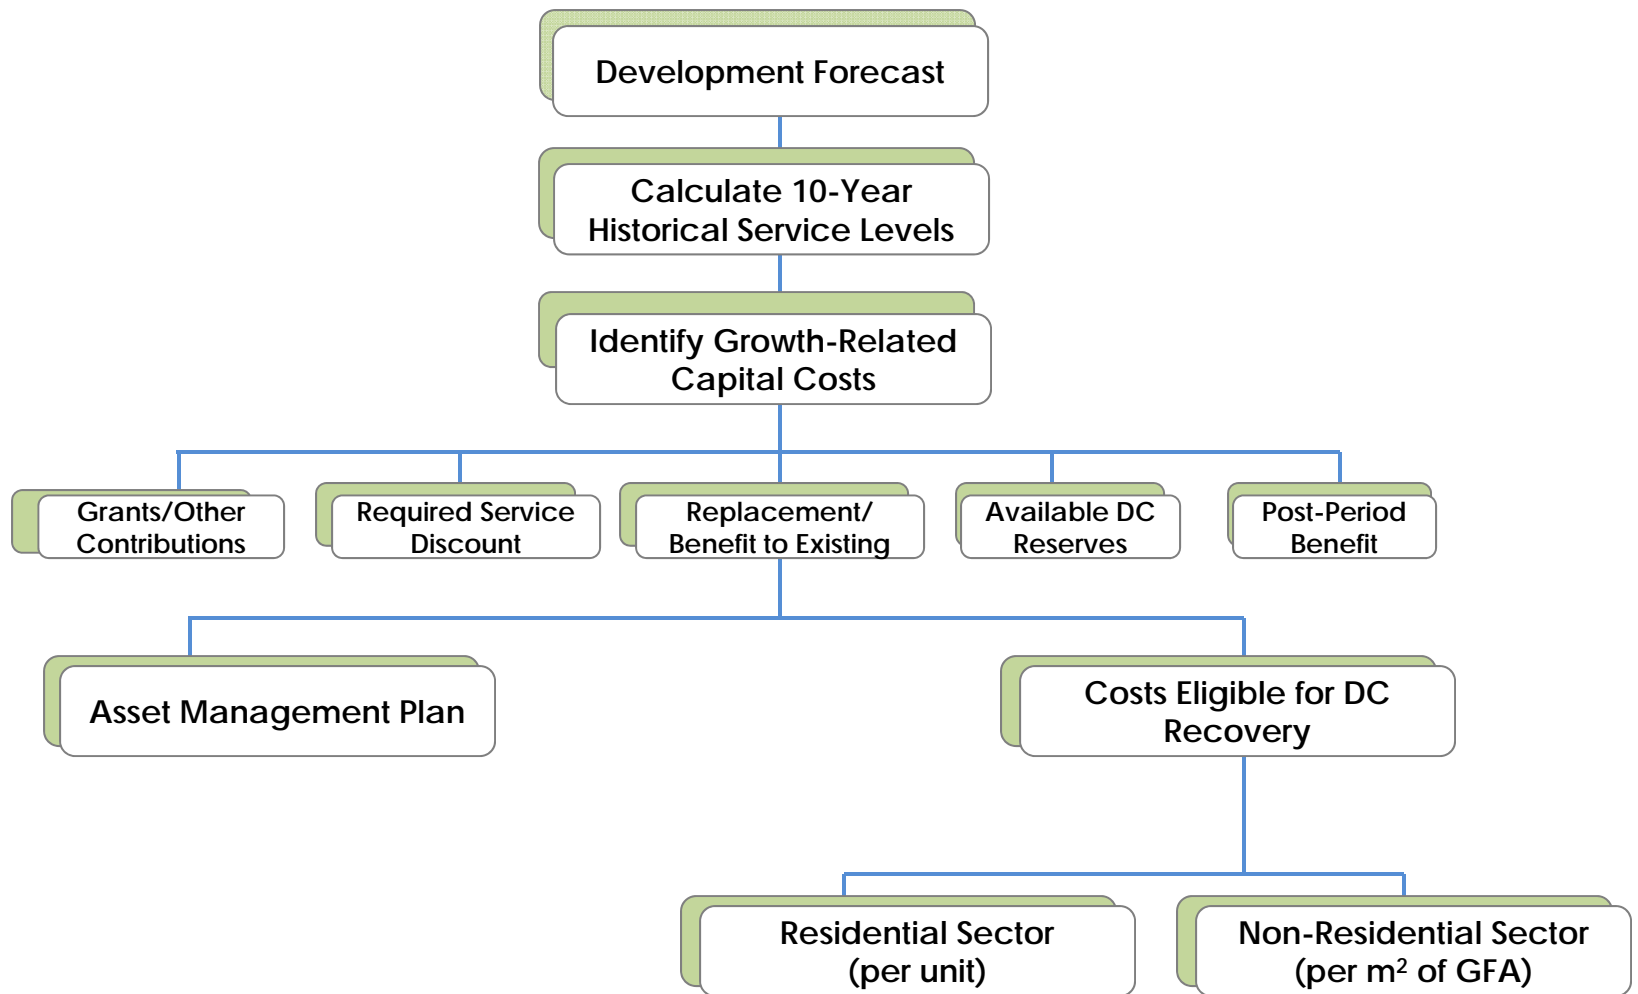 Development Forecast
Calculate 10-Year
Historical Service Levels
Identify Growth-Related
Capital Costs
Grants/Other
Contributions
Required Service
Discount
Replacement/
Benefit to Existing
Available DC
Reserves
Post-Period
Benefit
Asset Management Plan
Costs Eligible for DC
Recovery
Residential Sector
(per unit)
Non-Residential Sector
(per m² of GFA)